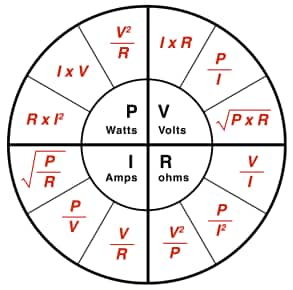 V²/R
I x R
I x V
P/I
R x I²
√P x R
P
Watts
V
Volts
I
Amps
R
ohms
√P/R
V/I
P/V
P/I²
V/R
V²/P